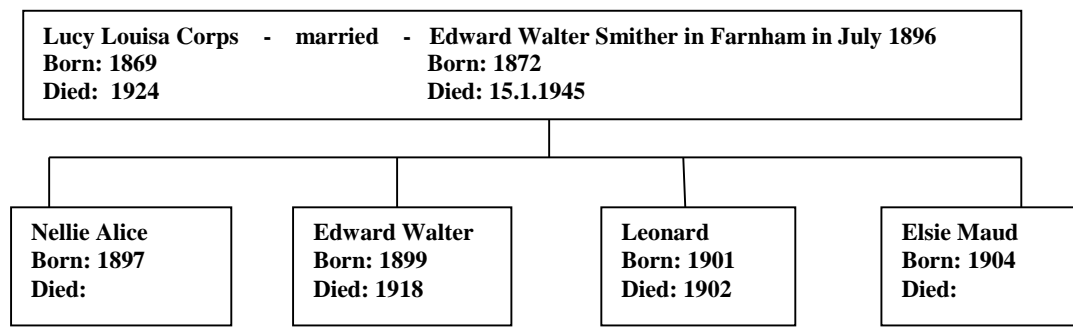 Lucy Louisa Corps - married - Edward Walter Smither in Farnham in July 1896
Born: 1869 Born: 1872
Died: 1924 Died: 15.1.1945
Nellie Alice
Born: 1897
Died:
Edward Walter
Born: 1899
Died: 1918
Leonard
Born: 1901
Died: 1902
Elsie Maud
Born: 1904
Died: